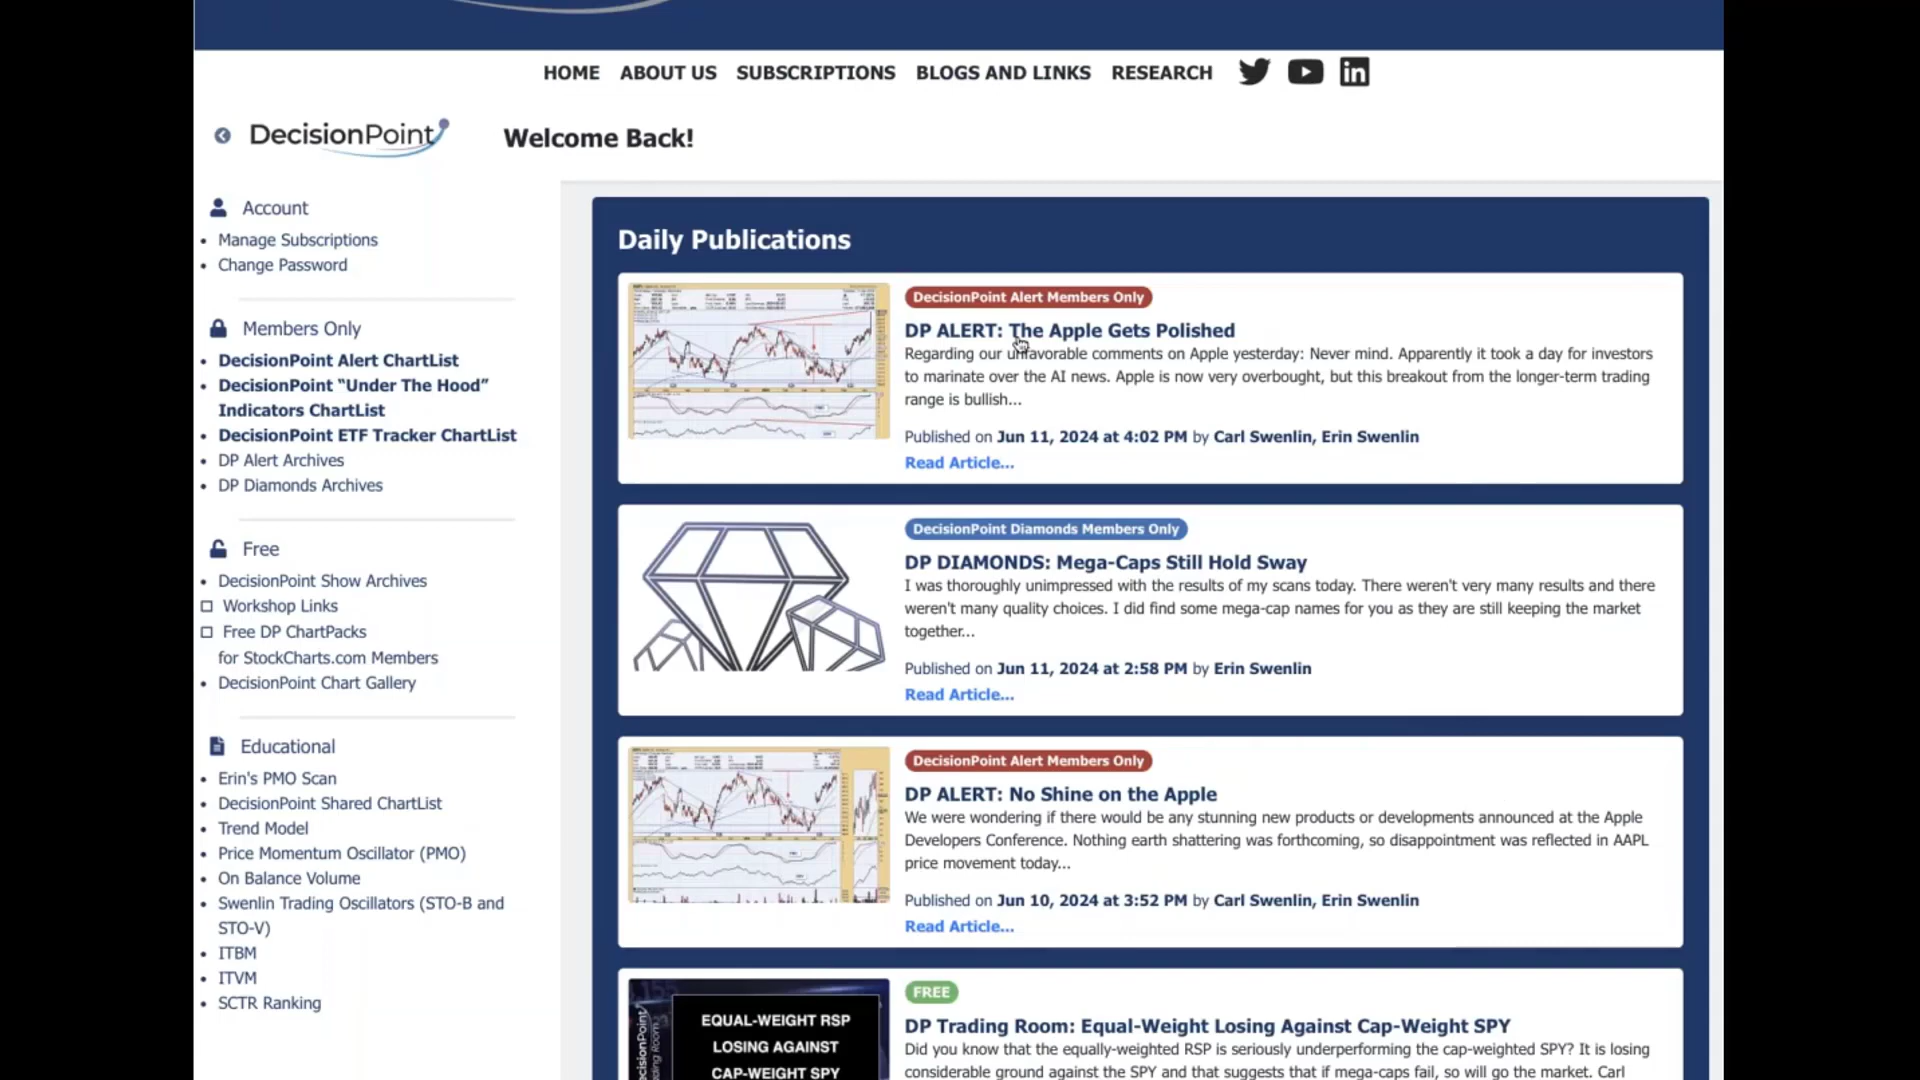 HOME ABOUT US SUBSCRIPTIONS BLOGS AND LINKS RESEARCH
DecisionPoint
Welcome Back!
Account
Manage Subscriptions
Change Password
Members Only
DecisionPoint Alert ChartList
DecisionPoint “Under The Hood”
Indicators ChartList
DecisionPoint ETF Tracker ChartList
DP Alert Archives
DP Diamonds Archives
Free
DecisionPoint Show Archives
Workshop Links
Free DP ChartPacks
for StockCharts.com Members
DecisionPoint Chart Gallery
Educational
Erin's PMO Scan
DecisionPoint Shared ChartList
Trend Model
Price Momentum Oscillator (PMO)
On Balance Volume
Swenlin Trading Oscillators (STO-B and
STO-V)
ITBM
ITVM
SCTR Ranking
Daily Publications
DecisionPoint Alert Members Only
DP ALERT: The Apple Gets Polished
Regarding our unfavorable comments on Apple yesterday: Never mind. Apparently it took a day for investors
to marinate over the AI news. Apple is now very overbought, but this breakout from the longer-term trading
range is bullish...
Published on Jun 11, 2024 at 4:02 PM by Carl Swenlin, Erin Swenlin
Read Article...
DecisionPoint Diamonds Members Only
DP DIAMONDS: Mega-Caps Still Hold Sway
I was thoroughly unimpressed with the results of my scans today. There weren't very many results and there
weren't many quality choices. I did find some mega-cap names for you as they are still keeping the market
together...
Published on Jun 11, 2024 at 2:58 PM by Erin Swenlin
Read Article...
DecisionPoint Alert Members Only
DP ALERT: No Shine on the Apple
We were wondering if there would be any stunning new products or developments announced at the Apple
Developers Conference. Nothing earth shattering was forthcoming, so disappointment was reflected in AAPL
price movement today...
Published on Jun 10, 2024 at 3:52 PM by Carl Swenlin, Erin Swenlin
Read Article...
EQUAL-WEIGHT RSP
LOSING AGAINST
CAP-WEIGHT SPY
FREE
DP Trading Room: Equal-Weight Losing Against Cap-Weight SPY
Did you know that the equally-weighted RSP is seriously underperforming the cap-weighted SPY? It is losing
considerable ground against the SPY and that suggests that if mega-caps fail, so will go the market. Carl